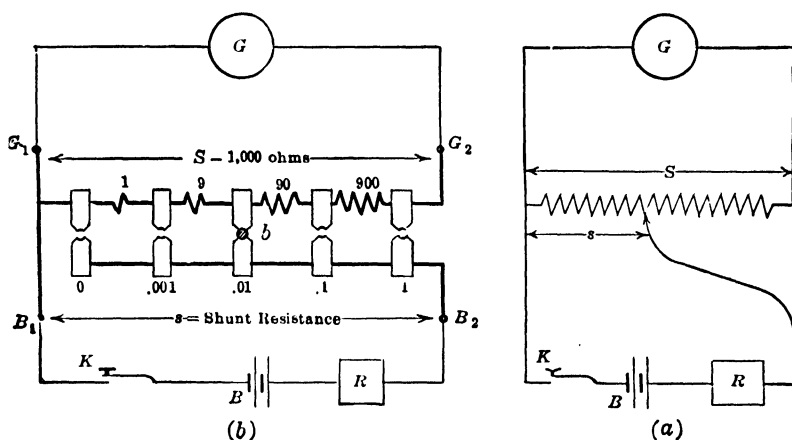 G
G₁
S – 1,000 ohms
G₂
1
9
90
900
b
0
.001
.01
.1
1
B₁
s = Shunt Resistance
B₂
K
B
R
(b)
G
S
s
K
B
R
(a)